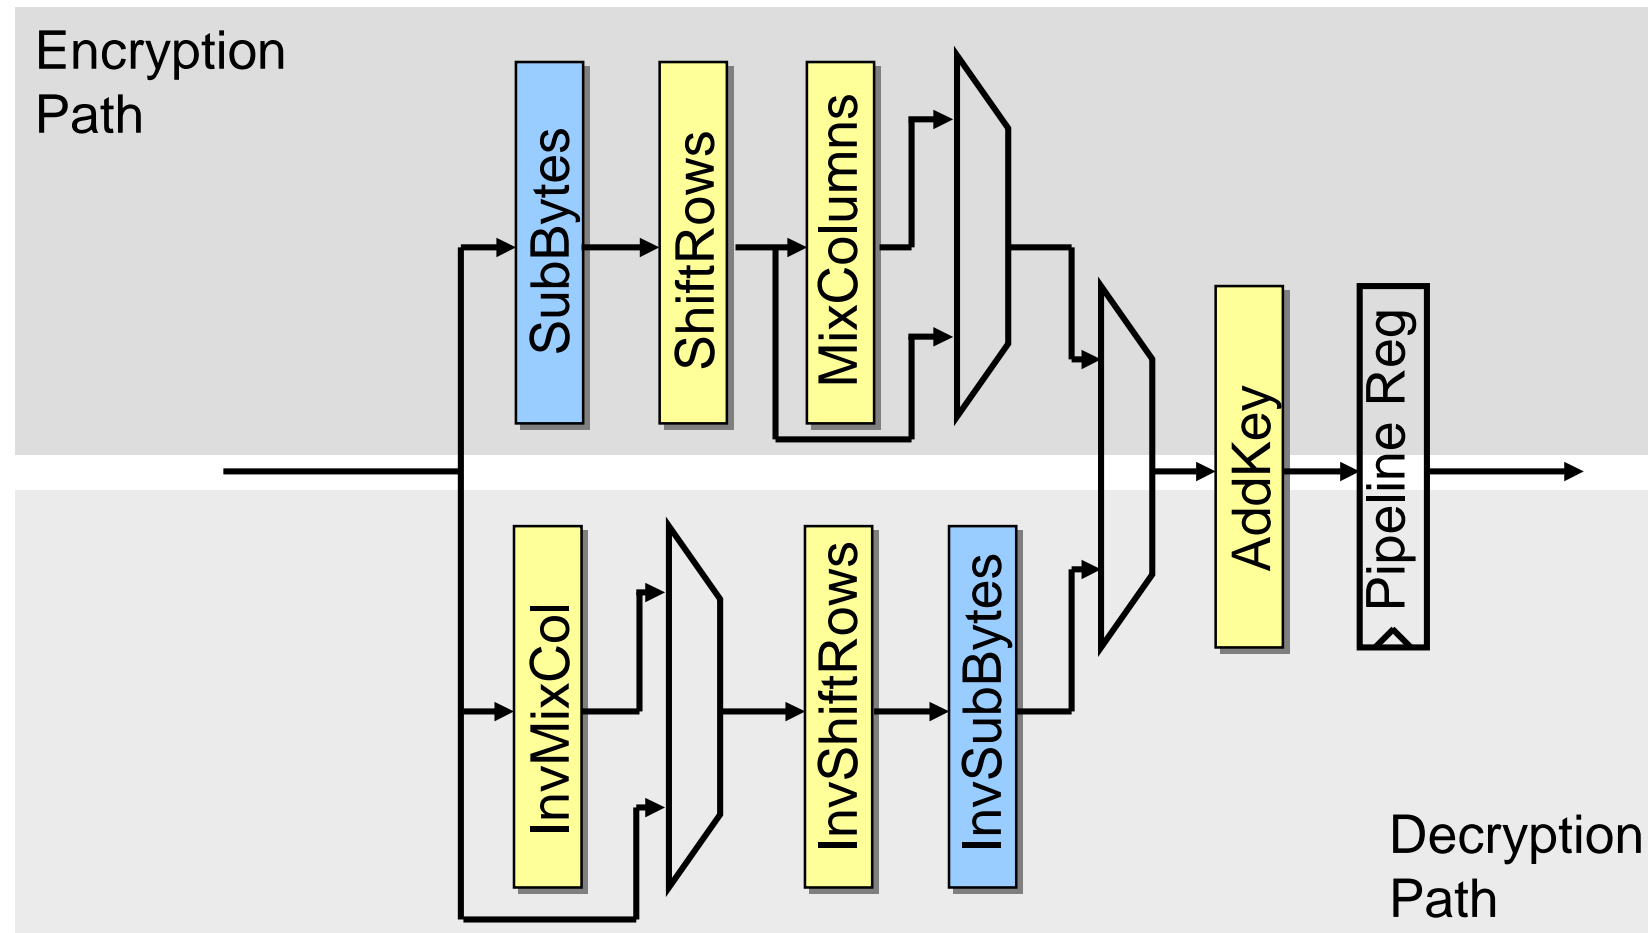 Encryption
Path
SubBytes
ShiftRows
MixColumns
AddKey
Pipeline Reg
InvMixCol
InvShiftRows
InvSubBytes
Decryption
Path